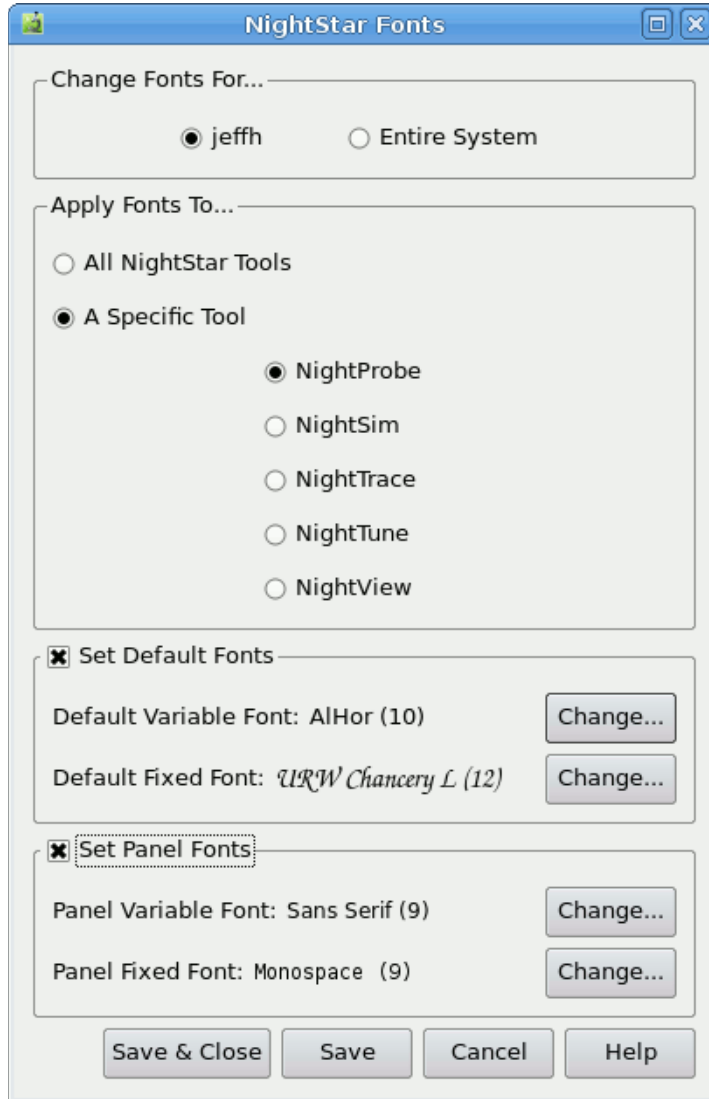 NightStar Fonts
Change Fonts For...
jeffh Entire System
Apply Fonts To...
All NightStar Tools
A Specific Tool
NightProbe
NightSim
NightTrace
NightTune
NightView
Set Default Fonts
Default Variable Font: AlHor (10) Change...
Default Fixed Font: URW Chancery L (12) Change...
Set Panel Fonts
Panel Variable Font: Sans Serif (9) Change...
Panel Fixed Font: Monospace (9) Change...
Save & Close Save Cancel Help